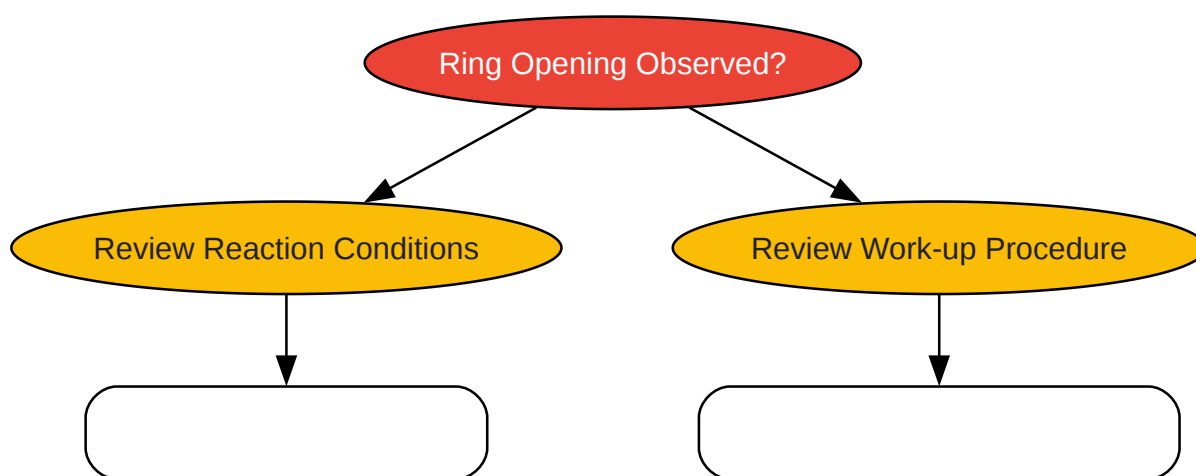 Ring Opening Observed?
Review Reaction Conditions
Review Work-up Procedure